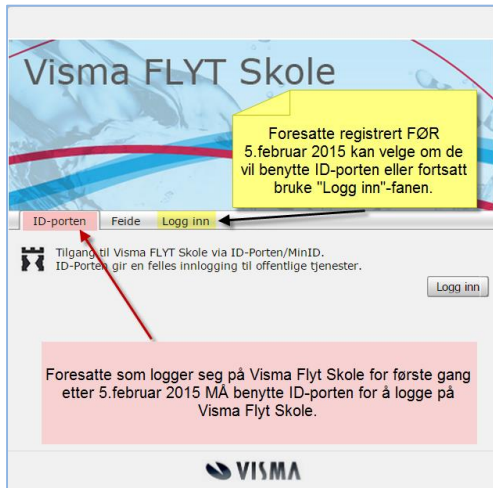 Visma FLYT Skole
Foresatte registrert FØR
5.februar 2015 kan velge om de
vil benytte ID-porten eller fortsatt
bruke "Logg inn"-fanen.
ID-porten Feide Logg inn
Tilgang til Visma FLYT Skole via ID-Porten/MinID.
ID-Porten gir en felles innlogging til offentlige tjenester.
Logg inn
Foresatte som logger seg på Visma Flyt Skole for første gang
etter 5.februar 2015 MÅ benytte ID-porten for å logge på
Visma Flyt Skole.
VISMA